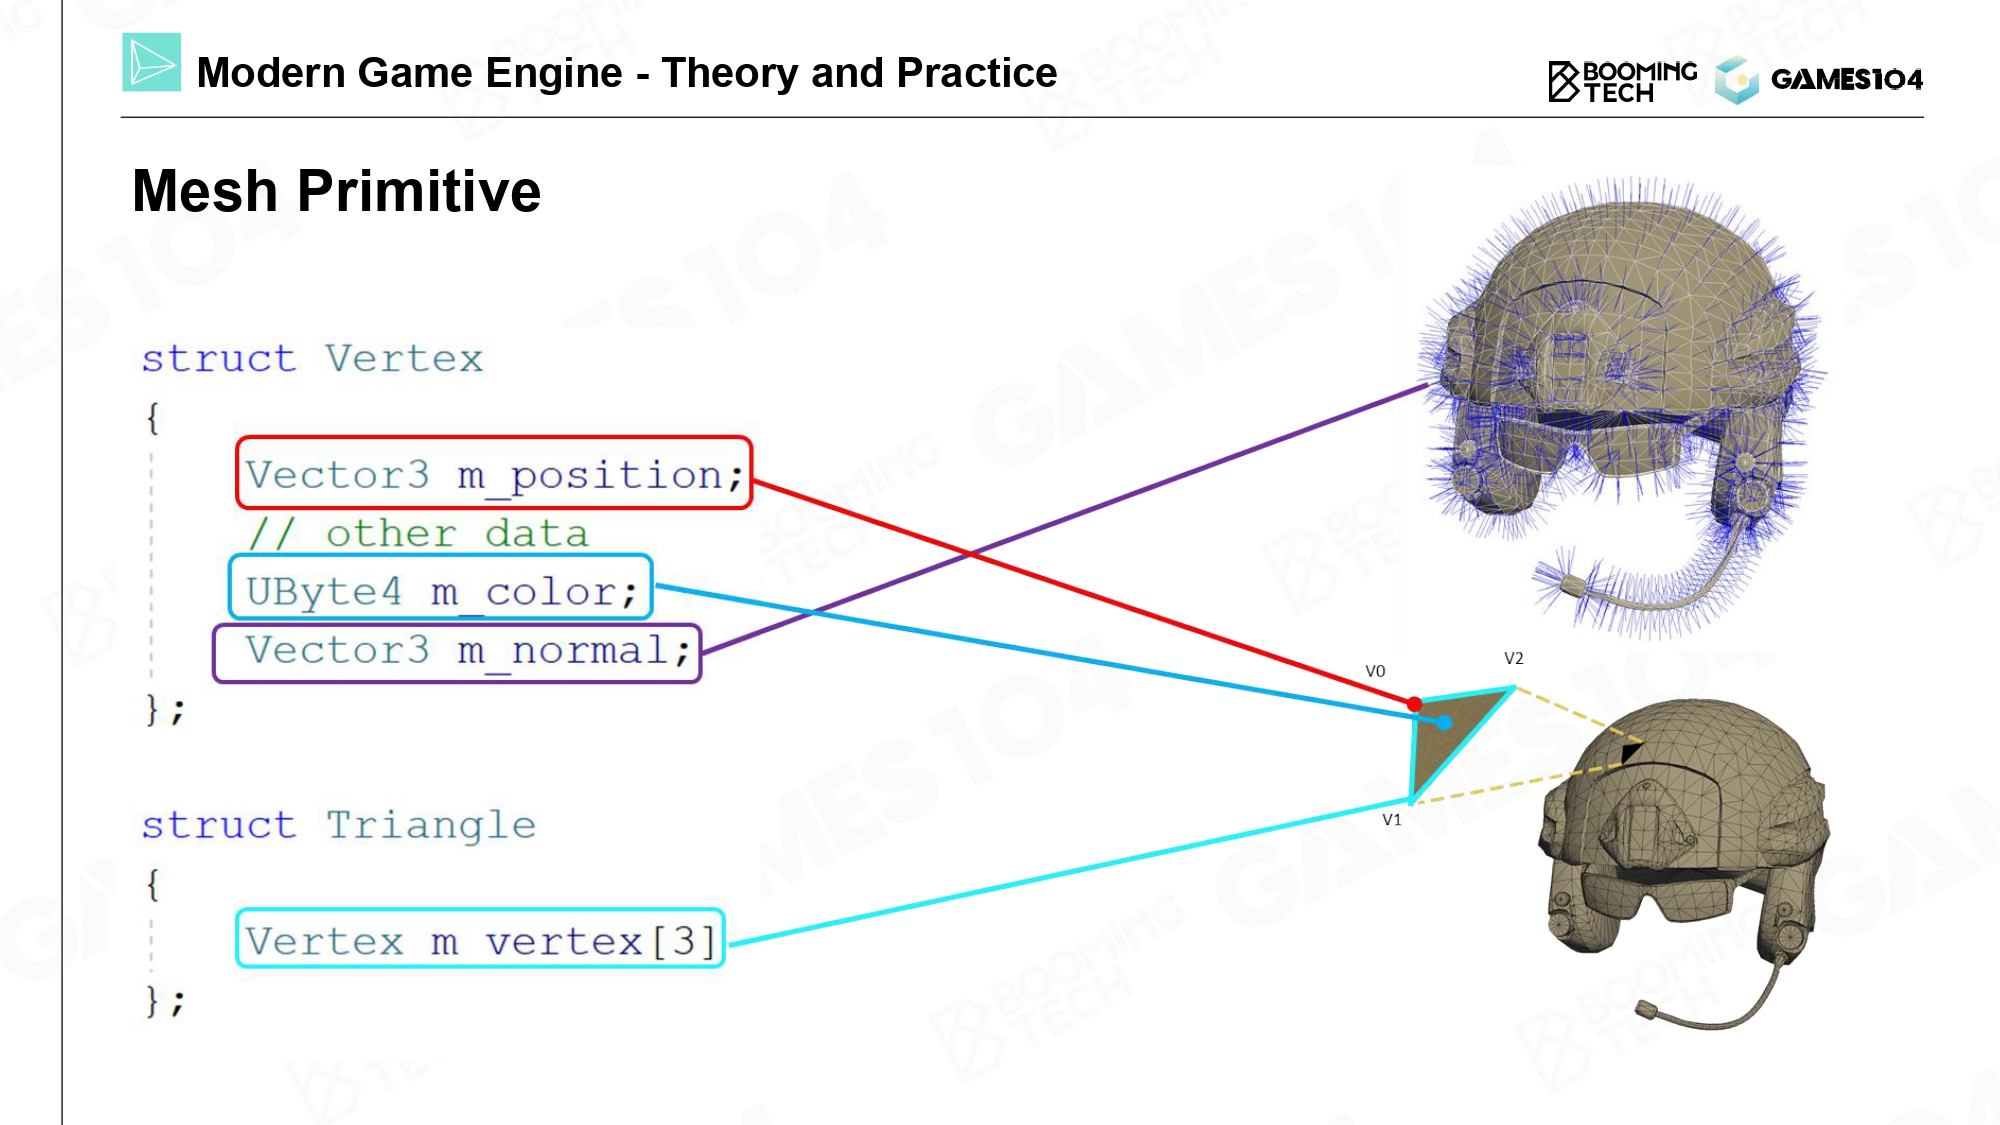 Modern Game Engine - Theory and Practice
BOOMING
TECH
GAMES104
Mesh Primitive
struct Vertex
{
Vector3 m_position;
// other data
UByte4 m_color;
Vector3 m_normal;
};
V0
V2
V1
struct Triangle
{
Vertex m_vertex[3]
};